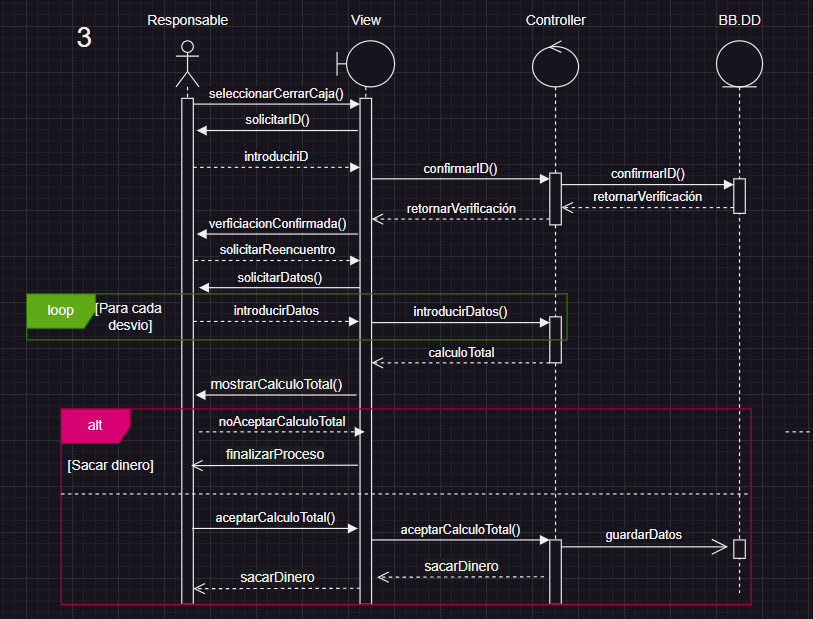 3
Responsable
View
Controller
BB.DD
seleccionarCerrarCaja()
solicitarID()
introduciriD
confirmarID()
confirmarID()
retornarVerificación
retornarVerificación
verficiacionConfirmada()
solicitarReencuentro
solicitarDatos()
loop
[Para cada
desvio]
introducirDatos
introducirDatos()
calculoTotal
mostrarCalculoTotal()
alt
noAceptarCalculoTotal
finalizarProceso
[Sacar dinero]
aceptarCalculoTotal()
aceptarCalculoTotal()
guardarDatos
sacarDinero
sacarDinero